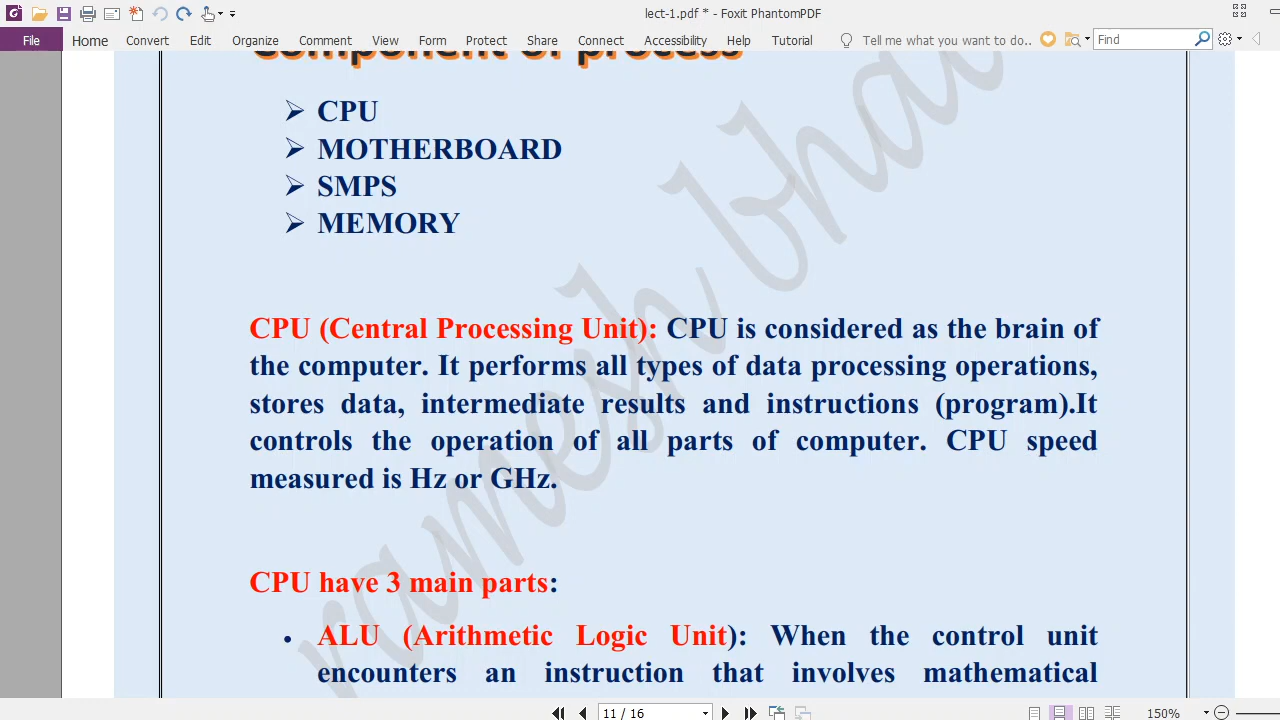 lect-1.pdf * - Foxit PhantomPDF
File Home Convert Edit Organize Comment View Form Protect Share Connect Accessibility Help Tutorial Tell me what you want to do.. Find
Component of process
CPU
MOTHERBOARD
SMPS
MEMORY
CPU (Central Processing Unit): CPU is considered as the brain of
the computer. It performs all types of data processing operations,
stores data, intermediate results and instructions (program).It
controls the operation of all parts of computer. CPU speed
measured is Hz or GHz.
CPU have 3 main parts:
• ALU (Arithmetic Logic Unit): When the control unit
encounters an instruction that involves mathematical
ramesh bhai
11 / 16
150%